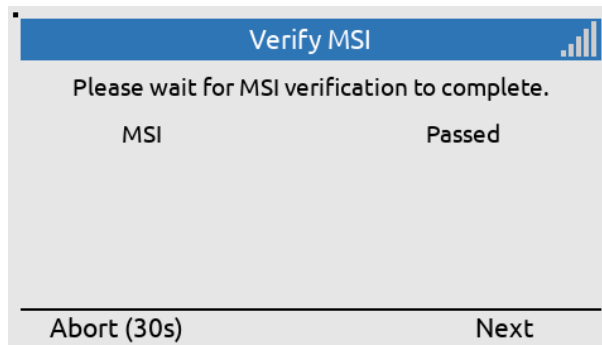 Verify MSI
Please wait for MSI verification to complete.
MSI Passed
Abort (30s) Next